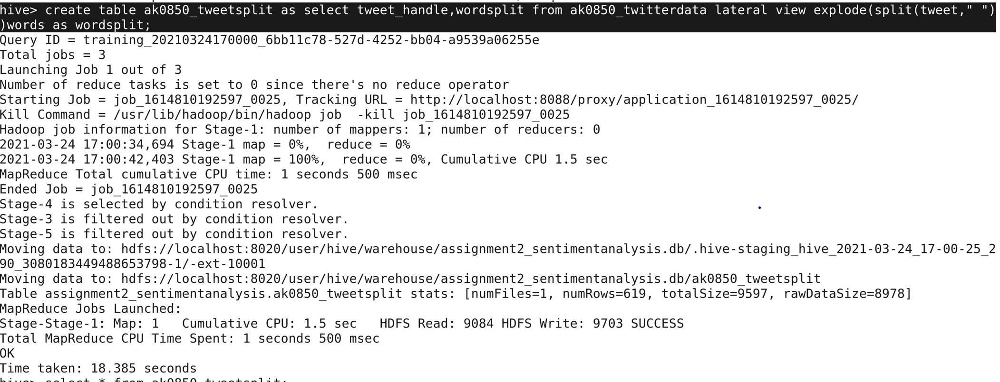 hive> create table ak0850_tweetsplit as select tweet_handle,wordsplit from ak0850_twitterdata lateral view explode(split(tweet," ")
)words as wordsplit;
Query ID = training_20210324170000_6bb11c78-527d-4252-bb04-a9539a06255e
Total jobs = 3
Launching Job 1 out of 3
Number of reduce tasks is set to 0 since there's no reduce operator
Starting Job = job_1614810192597_0025, Tracking URL = http://localhost:8088/proxy/application_1614810192597_0025/
Kill Command = /usr/lib/hadoop/bin/hadoop job  -kill job_1614810192597_0025
Hadoop job information for Stage-1: number of mappers: 1; number of reducers: 0
2021-03-24 17:00:34,694 Stage-1 map = 0%,  reduce = 0%
2021-03-24 17:00:42,403 Stage-1 map = 100%,  reduce = 0%, Cumulative CPU 1.5 sec
MapReduce Total cumulative CPU time: 1 seconds 500 msec
Ended Job = job_1614810192597_0025
Stage-4 is selected by condition resolver.
Stage-3 is filtered out by condition resolver.
Stage-5 is filtered out by condition resolver.
Moving data to: hdfs://localhost:8020/user/hive/warehouse/assignment2_sentimentanalysis.db/.hive-staging_hive_2021-03-24_17-00-25_2
90_3080183449488653798-1/-ext-10001
Moving data to: hdfs://localhost:8020/user/hive/warehouse/assignment2_sentimentanalysis.db/ak0850_tweetsplit
Table assignment2_sentimentanalysis.ak0850_tweetsplit stats: [numFiles=1, numRows=619, totalSize=9597, rawDataSize=8978]
MapReduce Jobs Launched:
Stage-Stage-1: Map: 1   Cumulative CPU: 1.5 sec   HDFS Read: 9084 HDFS Write: 9703 SUCCESS
Total MapReduce CPU Time Spent: 1 seconds 500 msec
OK
Time taken: 18.385 seconds
hive> select * from ak0850_tweetsplit;